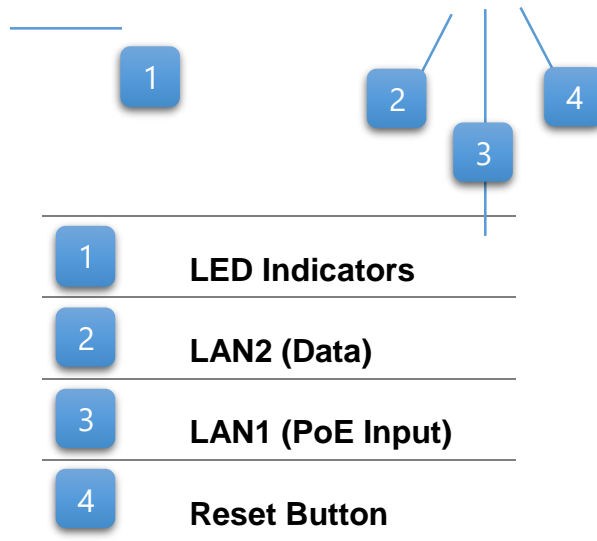 1
2
4
3
1 LED Indicators
2 LAN2 (Data)
3 LAN1 (PoE Input)
4 Reset Button